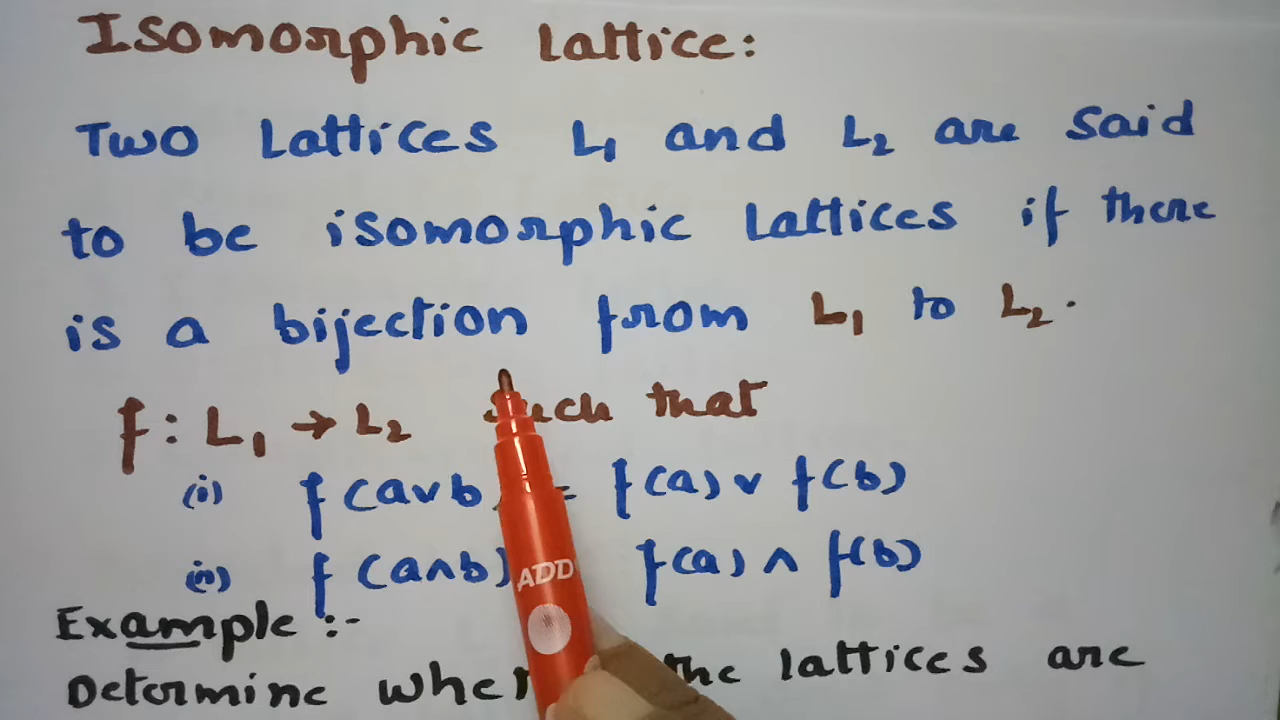 Isomorphic Lattice:
Two Lattices L1 and L2 are said
to be isomorphic Lattices if there
is a bijection from L1 to L2.
f : L1 → L2 such that
(i) f(a∨b) = f(a) ∨ f(b)
(ii) f(a∧b) f(a) ∧ f(b)
Example :-
Determine the lattices are
ADD